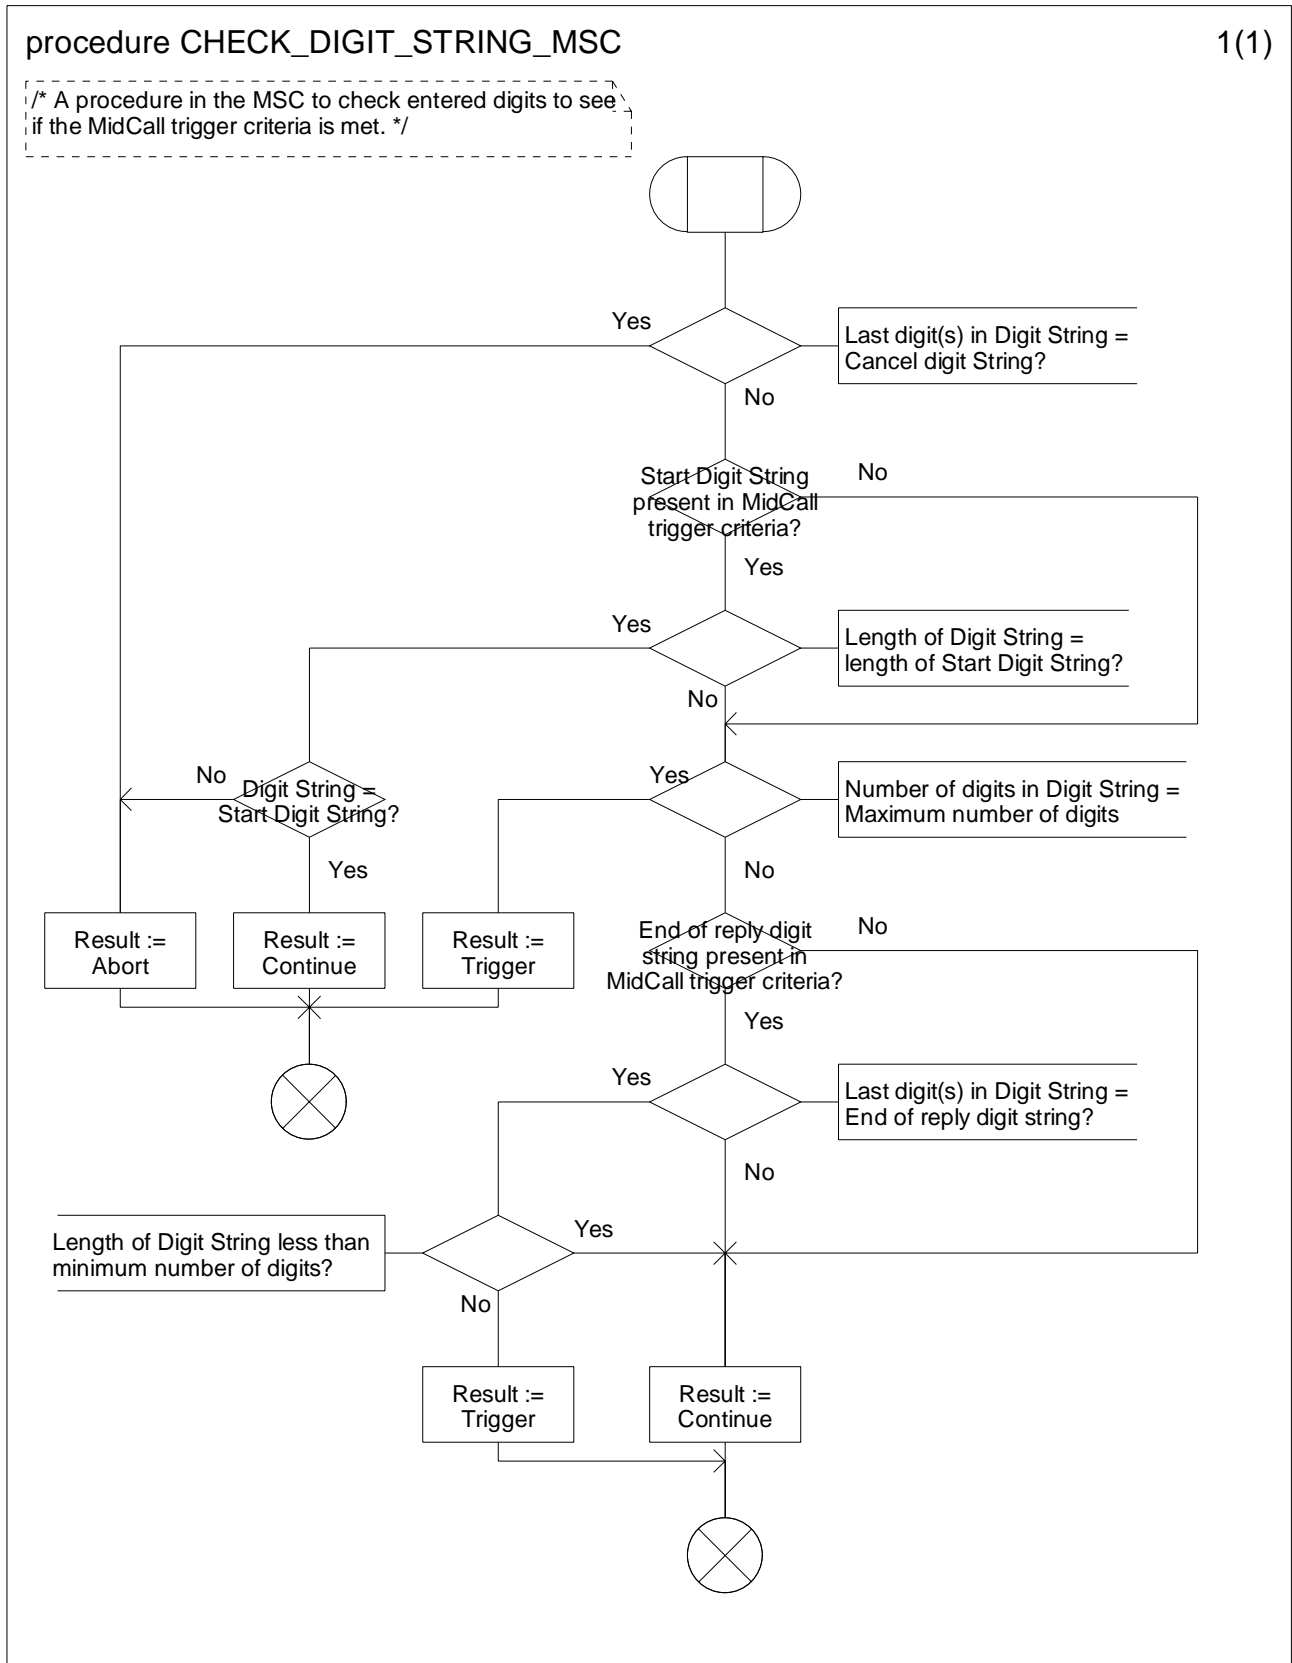 procedure CHECK_DIGIT_STRING_MSC
1(1)
/* A procedure in the MSC to check entered digits to see
if the MidCall trigger criteria is met. */
Yes
Last digit(s) in Digit String =
Cancel digit String?
No
Start Digit String
present in MidCall
trigger criteria?
No
Yes
Yes
Length of Digit String =
length of Start Digit String?
No
No
Digit String =
Start Digit String?
Yes
Number of digits in Digit String =
Maximum number of digits
Yes
No
Result :=
Abort
Result :=
Continue
Result :=
Trigger
End of reply digit
string present in
MidCall trigger criteria?
No
Yes
Yes
Last digit(s) in Digit String =
End of reply digit string?
No
Length of Digit String less than
minimum number of digits?
Yes
No
Result :=
Trigger
Result :=
Continue